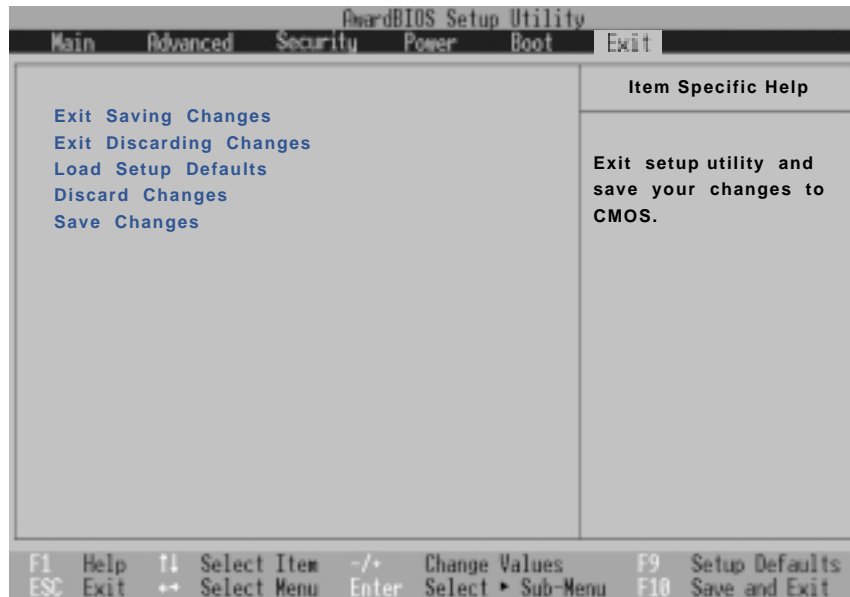 AwardBIOS Setup Utility
Main Advanced Security Power Boot Exit
Item Specific Help
Exit Saving Changes
Exit Discarding Changes
Load Setup Defaults
Discard Changes
Save Changes
Exit setup utility and
save your changes to
CMOS.
F1 Help ↑↓ Select Item -/+ Change Values F9 Setup Defaults
ESC Exit ←→ Select Menu Enter Select ▸ Sub-Menu F10 Save and Exit